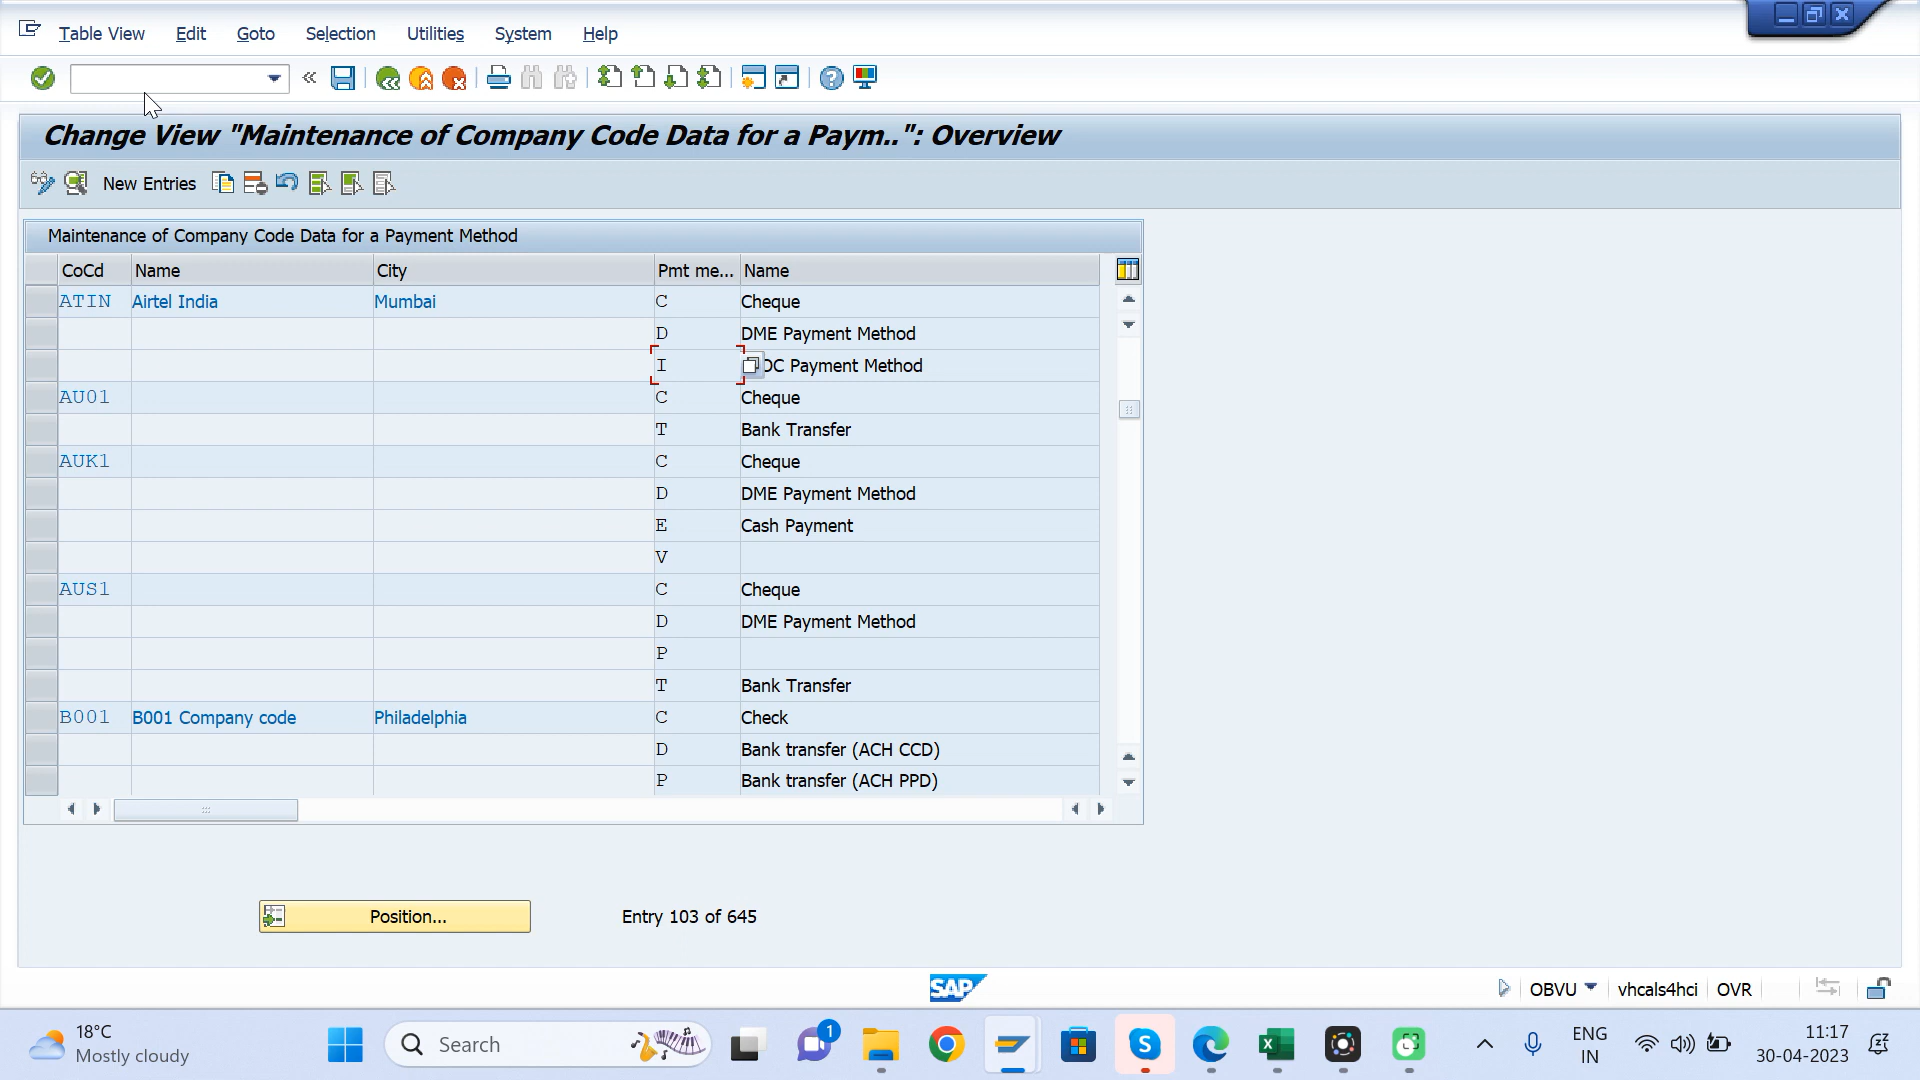 Table View Edit Goto Selection Utilities System Help
Change View "Maintenance of Company Code Data for a Paym..": Overview
New Entries
Maintenance of Company Code Data for a Payment Method
CoCd Name City Pmt me... Name
ATIN Airtel India Mumbai C Cheque
D DME Payment Method
I OC Payment Method
AU01 C Cheque
T Bank Transfer
AUK1 C Cheque
D DME Payment Method
E Cash Payment
V
AUS1 C Cheque
D DME Payment Method
P
T Bank Transfer
B001 B001 Company code Philadelphia C Check
D Bank transfer (ACH CCD)
P Bank transfer (ACH PPD)
Position... Entry 103 of 645
SAP OBVU vhcals4hci OVR
18°C
Mostly cloudy
Search
1
ENG
IN
11:17
30-04-2023